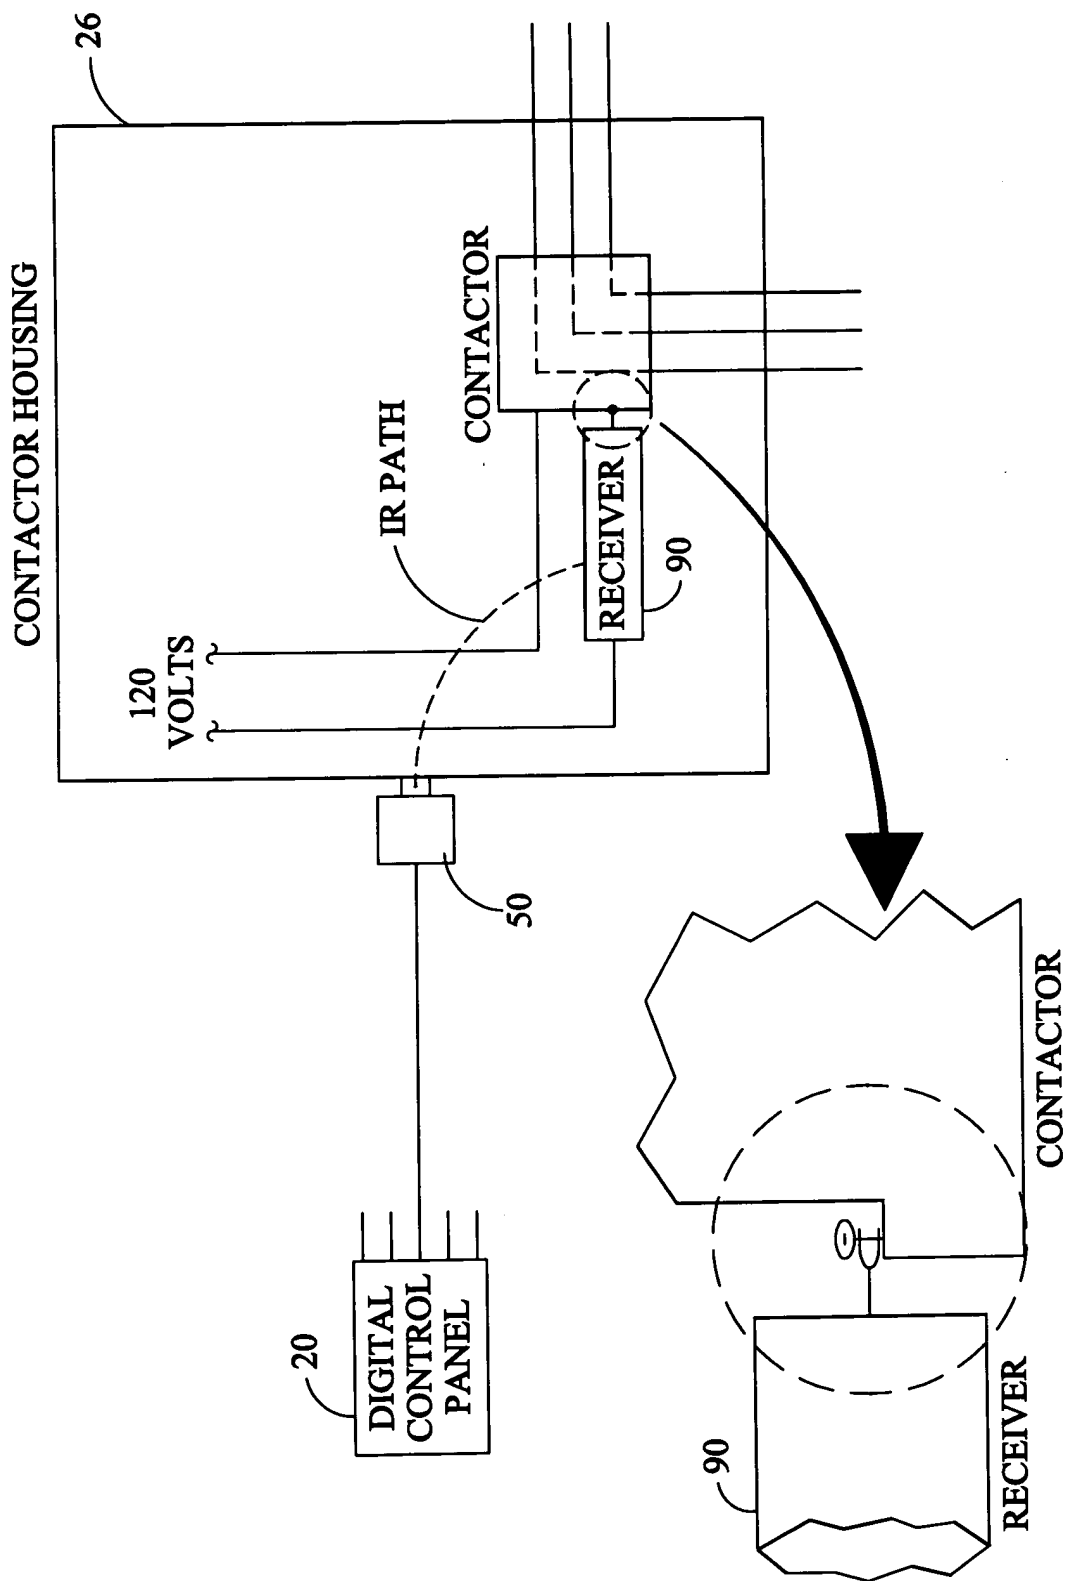 CONTACTOR HOUSING
26
120
VOLTS
IR PATH
CONTACTOR
RECEIVER
90
50
20
DIGITAL
CONTROL
PANEL
90
RECEIVER
CONTACTOR